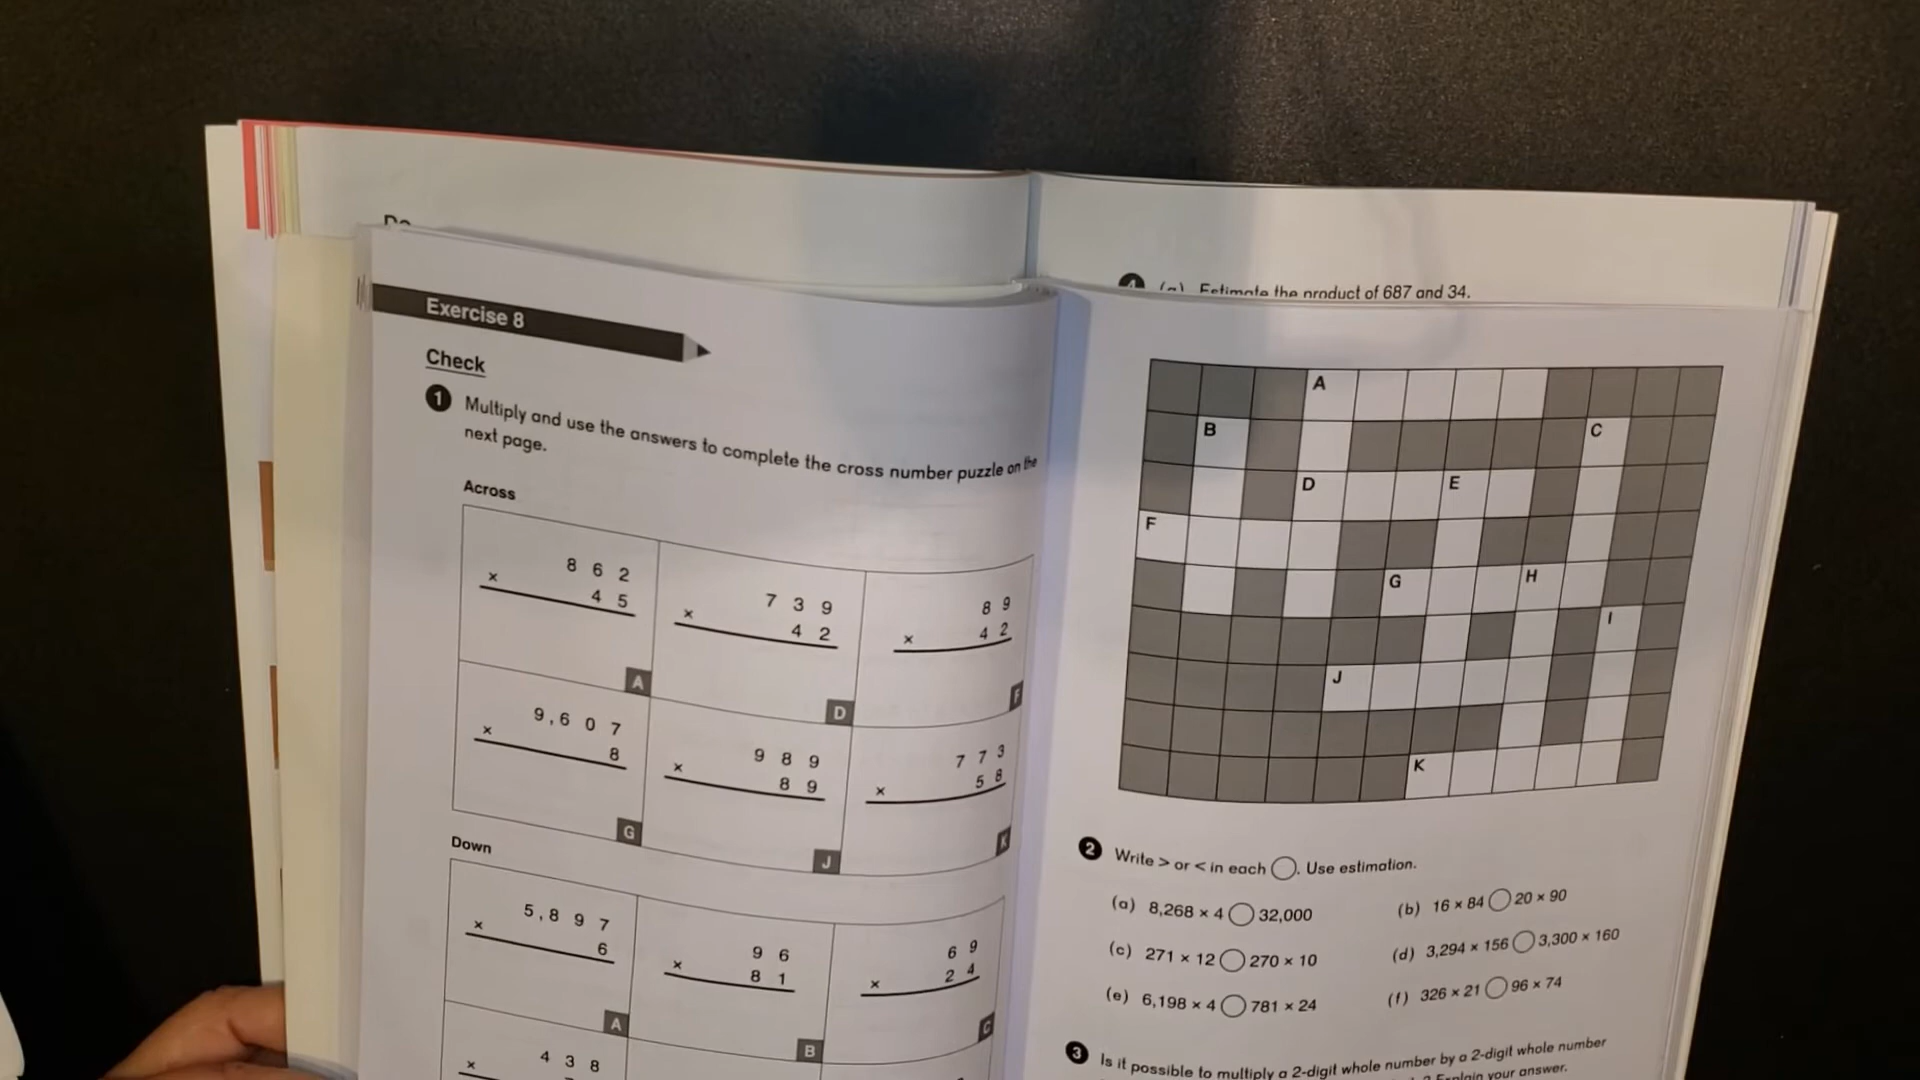 (a) Estimate the product of 687 and 34.
Exercise 8
Check
1 Multiply and use the answers to complete the cross number puzzle on the
next page.
Across
8 6 2
× 4 5
A
7 3 9
× 4 2
D
8 9
× 4 2
F
9,6 0 7
× 8
G
9 8 9
× 8 9
J
7 7 3
× 5 8
K
Down
5,8 9 7
× 6
A
9 6
× 8 1
B
6 9
× 2 4
C
4 3 8
×
A
B
C
D
E
F
G
H
I
J
K
2 Write > or < in each ◯. Use estimation.
(a) 8,268 × 4 ◯ 32,000
(b) 16 × 84 ◯ 20 × 90
(c) 271 × 12 ◯ 270 × 10
(d) 3,294 × 156 ◯ 3,300 × 160
(e) 6,198 × 4 ◯ 781 × 24
(f) 326 × 21 ◯ 96 × 74
3 Is it possible to multiply a 2-digit whole number by a 2-digit whole number
? Explain your answer.